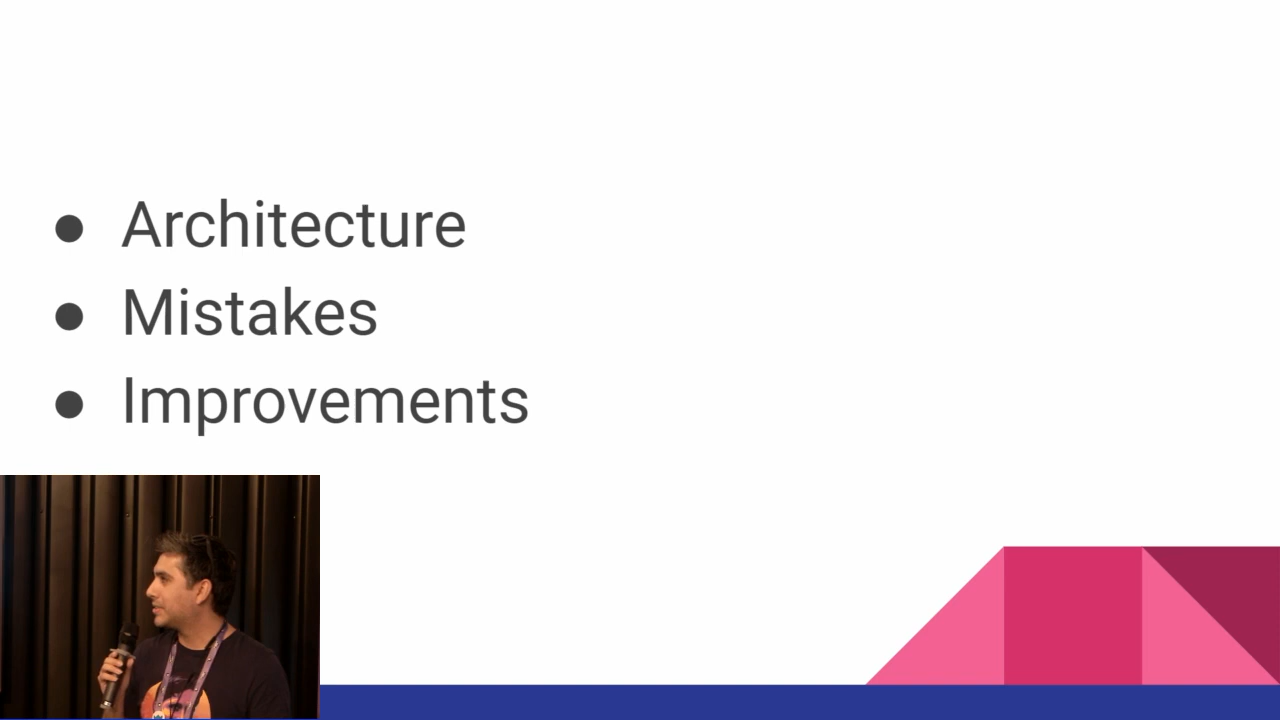 ● Architecture
● Mistakes
● Improvements